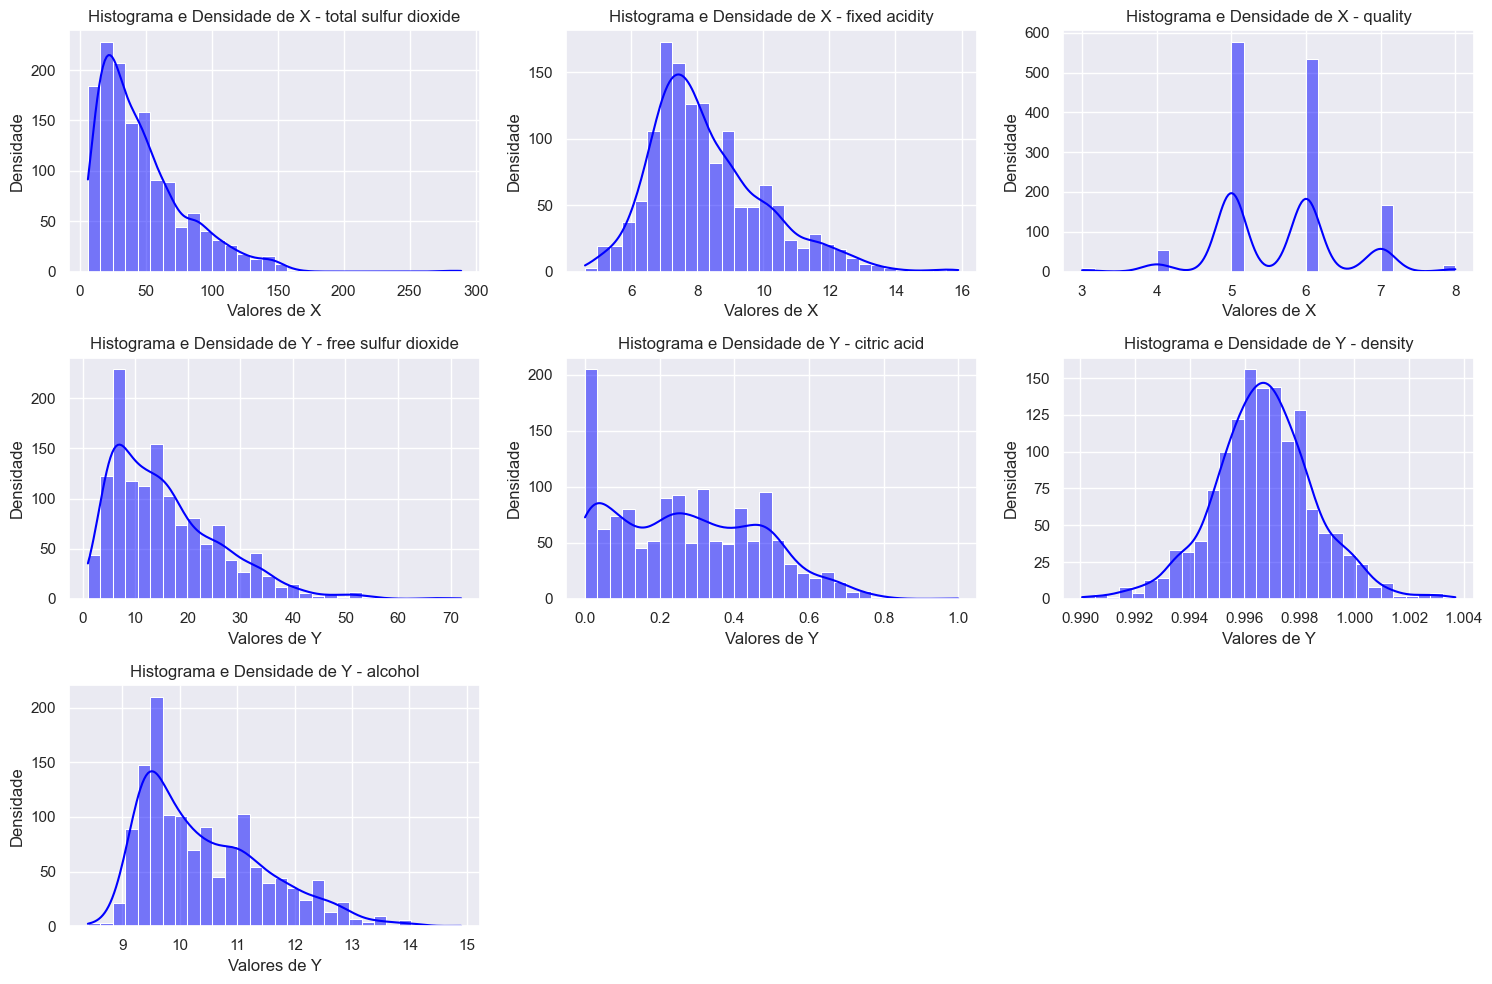 Histograma e Densidade de X - total sulfur dioxide
Densidade
200
150
100
50
0
0 50 100 150 200 250 300
Valores de X
Histograma e Densidade de X - fixed acidity
Densidade
150
100
50
0
6 8 10 12 14 16
Valores de X
Histograma e Densidade de X - quality
Densidade
600
500
400
300
200
100
0
3 4 5 6 7 8
Valores de X
Histograma e Densidade de Y - free sulfur dioxide
Densidade
200
150
100
50
0
0 10 20 30 40 50 60 70
Valores de Y
Histograma e Densidade de Y - citric acid
Densidade
200
150
100
50
0
0.0 0.2 0.4 0.6 0.8 1.0
Valores de Y
Histograma e Densidade de Y - density
Densidade
150
125
100
75
50
25
0
0.990 0.992 0.994 0.996 0.998 1.000 1.002 1.004
Valores de Y
Histograma e Densidade de Y - alcohol
Densidade
200
150
100
50
0
9 10 11 12 13 14 15
Valores de Y